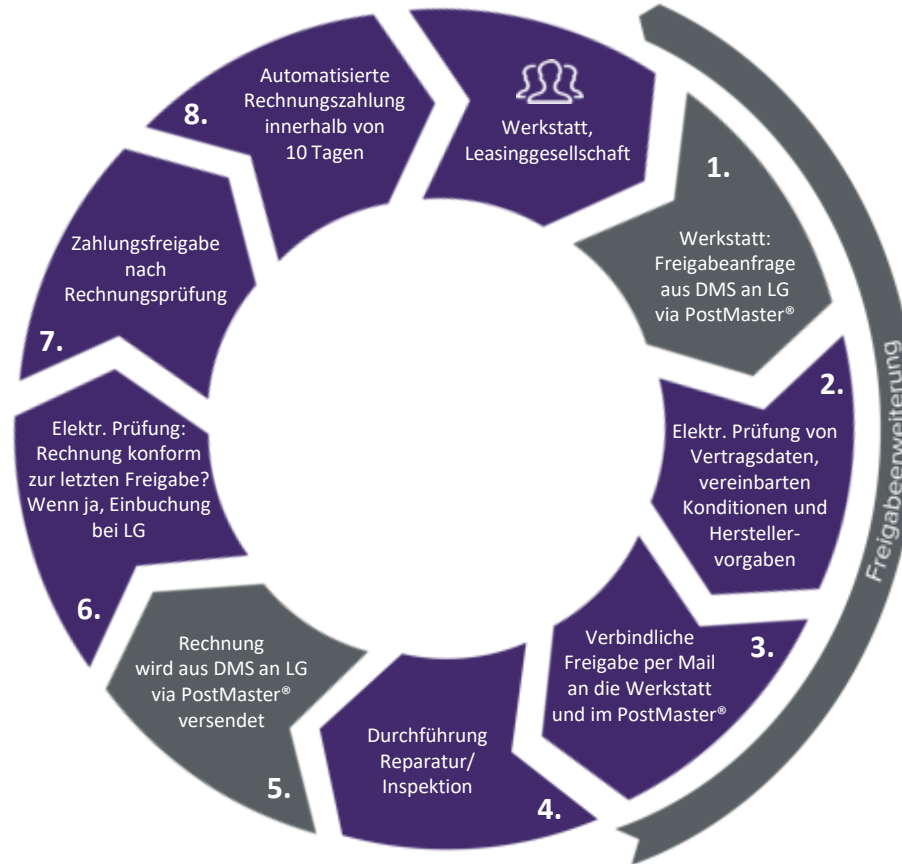 Werkstatt,
Leasinggesellschaft
1.
Werkstatt:
Freigabeanfrage
aus DMS an LG
via PostMaster®
2.
Elektr. Prüfung von
Vertragsdaten,
vereinbarten
Konditionen und
Hersteller-
vorgaben
3.
Verbindliche
Freigabe per Mail
an die Werkstatt
und im PostMaster®
Freigabeerweiterung
4.
Durchführung
Reparatur/
Inspektion
5.
Rechnung
wird aus DMS an LG
via PostMaster®
versendet
6.
Elektr. Prüfung:
Rechnung konform
zur letzten Freigabe?
Wenn ja, Einbuchung
bei LG
7.
Zahlungsfreigabe
nach
Rechnungsprüfung
8.
Automatisierte
Rechnungszahlung
innerhalb von
10 Tagen